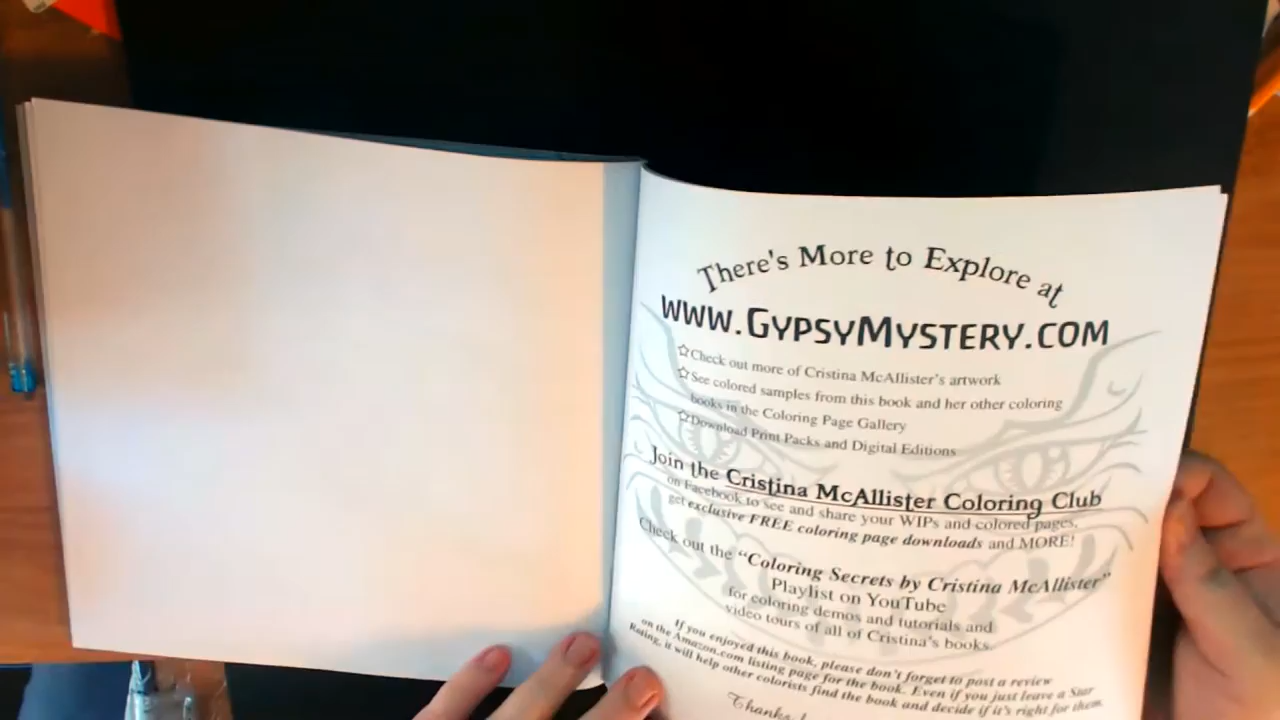 There's More to Explore at
www.GypsyMystery.com
☆Check out more of Cristina McAllister's artwork
☆See colored samples from this book and her other coloring
books in the Coloring Page Gallery
☆Download Print Packs and Digital Editions
Join the Cristina McAllister Coloring Club
on Facebook to see and share your WIPs and colored pages,
get exclusive FREE coloring page downloads and MORE!
Check out the “Coloring Secrets by Cristina McAllister”
Playlist on YouTube
for coloring demos and tutorials and
video tours of all of Cristina's books.
If you enjoyed this book, please don't forget to post a review
on the Amazon.com listing page for the book. Even if you just leave a Star
Rating, it will help other colorists find the book and decide if it's right for them.
Thanks!